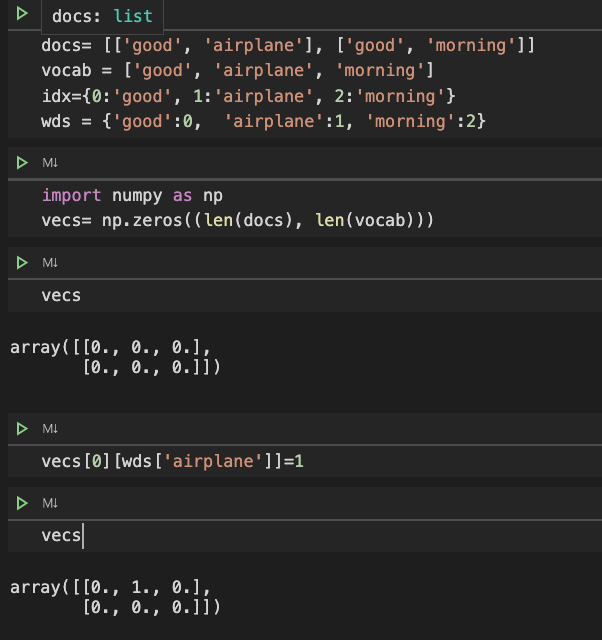 docs: list
docs= [['good', 'airplane'], ['good', 'morning']]
vocab = ['good', 'airplane', 'morning']
idx={0:'good', 1:'airplane', 2:'morning'}
wds = {'good':0,  'airplane':1, 'morning':2}
M↓
import numpy as np
vecs= np.zeros((len(docs), len(vocab)))
M↓
vecs
array([[0., 0., 0.],
       [0., 0., 0.]])
M↓
vecs[0][wds['airplane']]=1
M↓
vecs
array([[0., 1., 0.],
       [0., 0., 0.]])